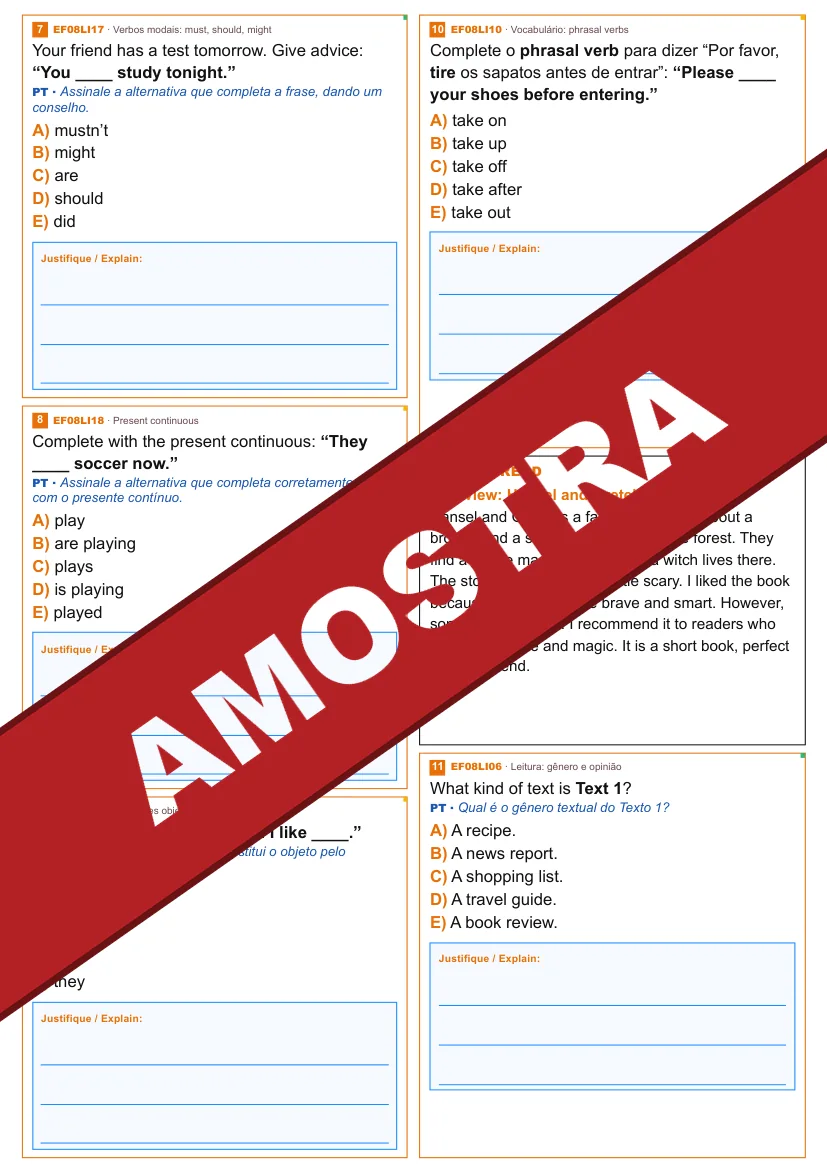 7 EF08LI17 · Verbos modais: must, should, might
Your friend has a test tomorrow. Give advice:
“You ____ study tonight.”
PT · Assinale a alternativa que completa a frase, dando um
conselho.
A) mustn’t
B) might
C) are
D) should
E) did
Justifique / Explain:
8 EF08LI18 · Present continuous
Complete with the present continuous: “They
____ soccer now.”
PT · Assinale a alternativa que completa corretamente
com o presente contínuo.
A) play
B) are playing
C) plays
D) is playing
E) played
Justifique /
I like ____.”
o objeto pelo
they
Justifique / Explain:
10 EF08LI10 · Vocabulário: phrasal verbs
Complete o phrasal verb para dizer “Por favor,
tire os sapatos antes de entrar”: “Please ____
your shoes before entering.”
A) take on
B) take up
C) take off
D) take after
E) take out
Justifique / Explain:
and a
and a forest. They
witch lives there.
The scary. I liked the book
brave and smart. However,
I recommend it to readers who
and magic. It is a short book, perfect
11 EF08LI06 · Leitura: gênero e opinião
What kind of text is Text 1?
PT · Qual é o gênero textual do Texto 1?
A) A recipe.
B) A news report.
C) A shopping list.
D) A travel guide.
E) A book review.
Justifique / Explain:
AMOSTRA